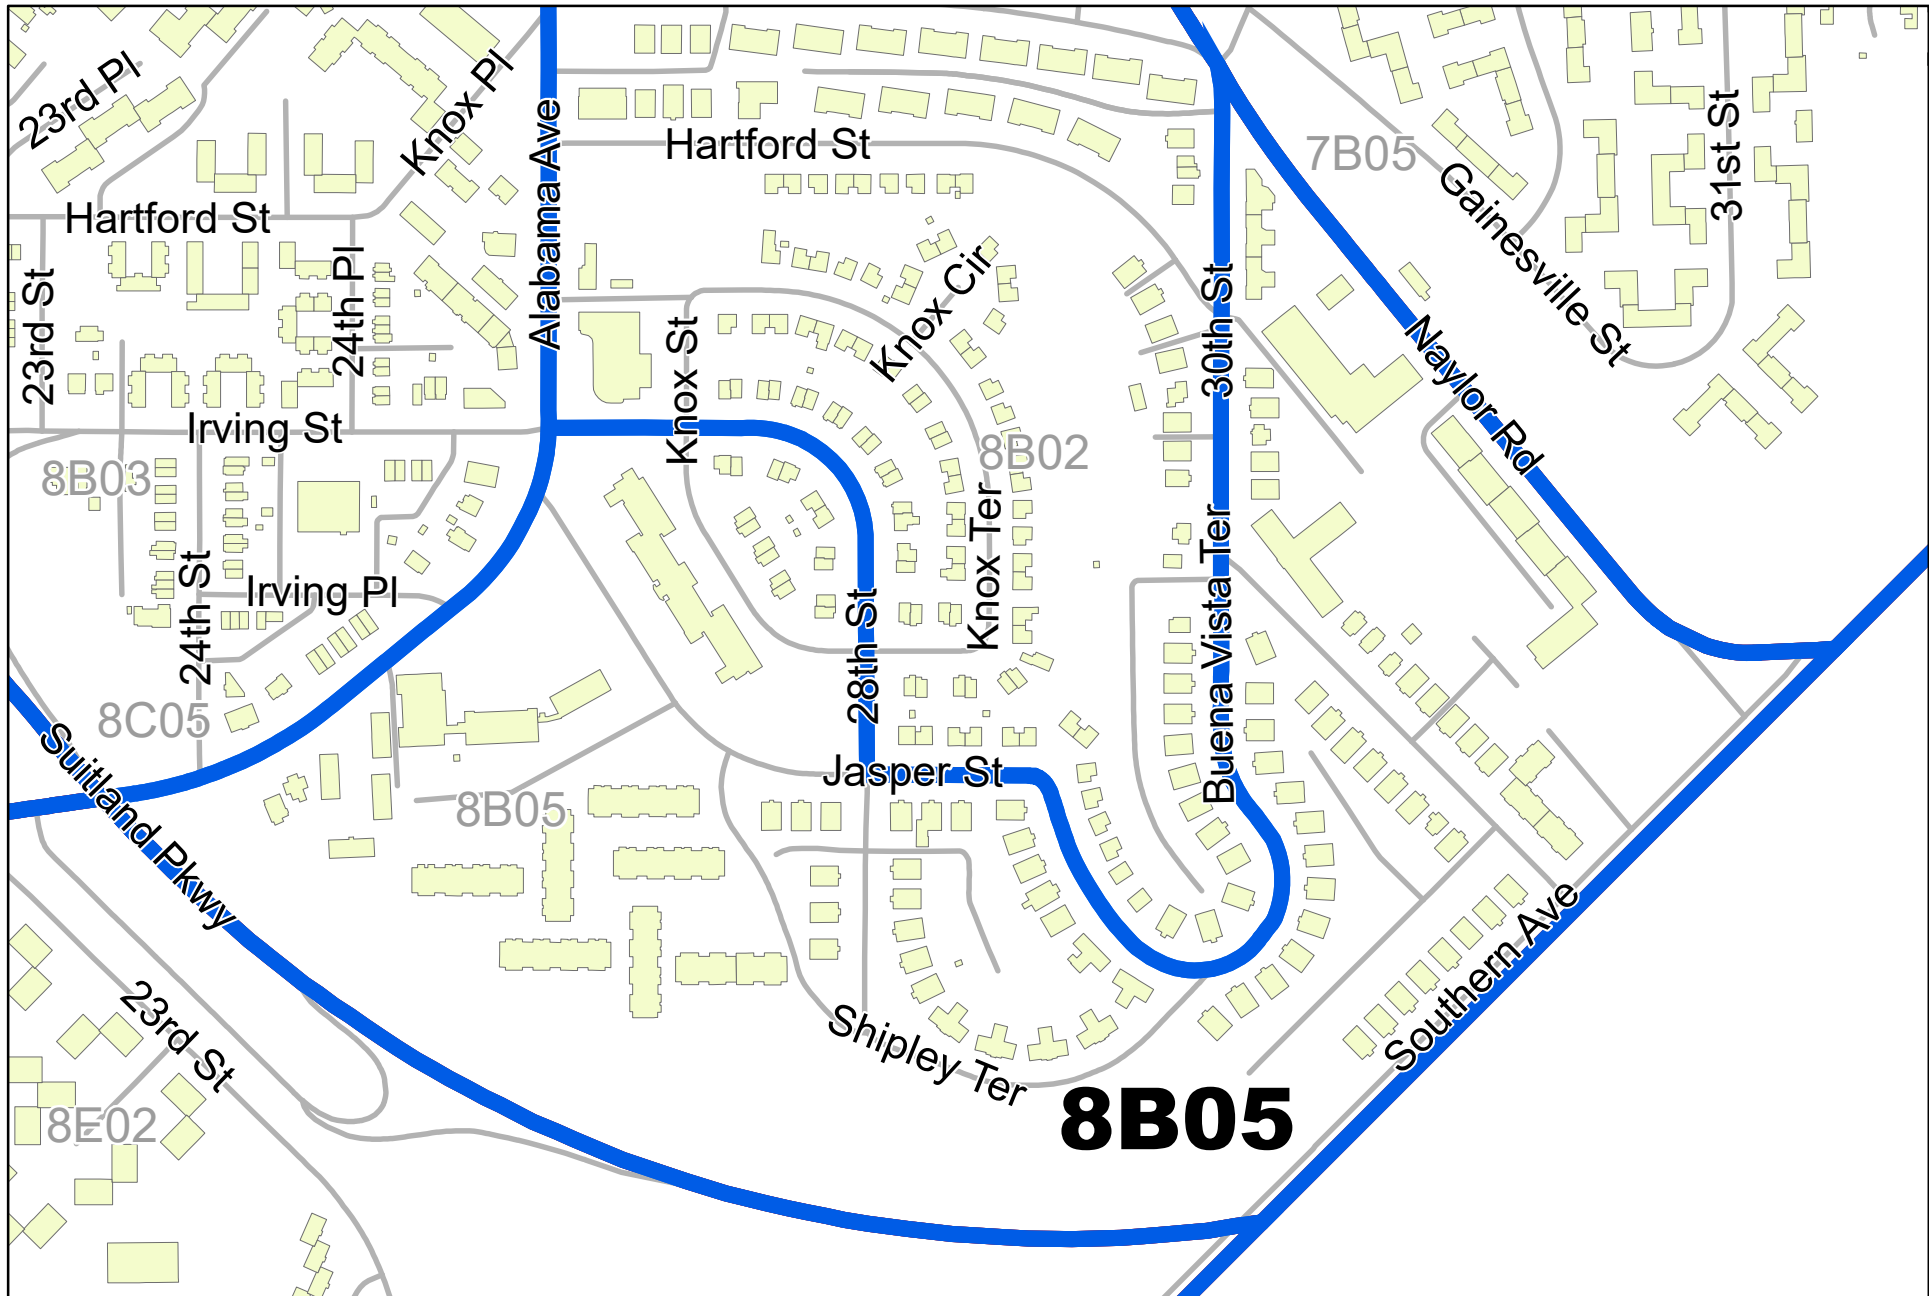 23rd Pl
Knox Pl
Alabama Ave
Hartford St
7B05
31st St
Gainesville St
Hartford St
23rd St
24th Pl
Knox St
Knox Cir
30th St
Naylor Rd
Irving St
8B03
8B02
Knox Ter
24th St
Irving Pl
28th St
Buena Vista Ter
8C05
Suitland Pkwy
Jasper St
8B05
Southern Ave
23rd St
Shipley Ter
8B05
8E02